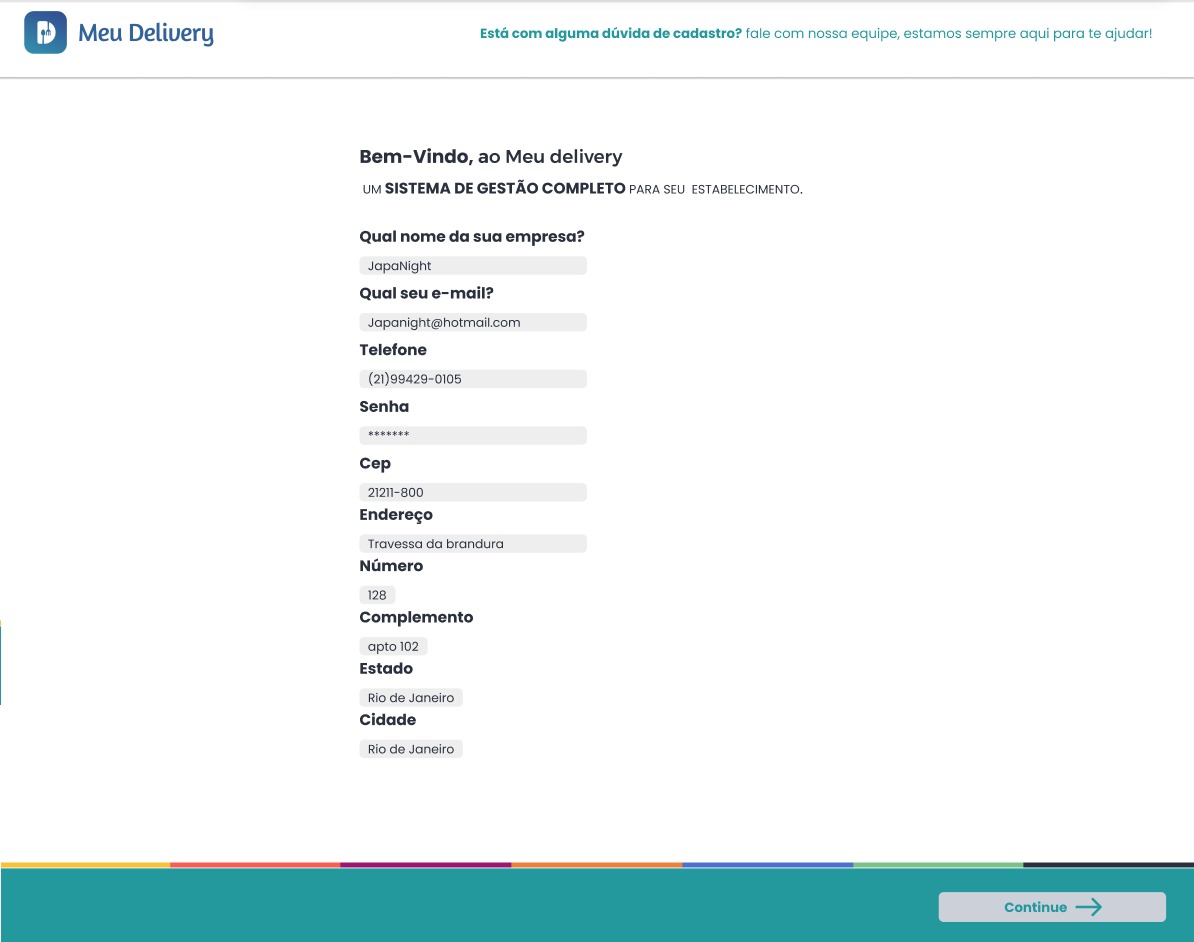 Meu Delivery
Está com alguma dúvida de cadastro? fale com nossa equipe, estamos sempre aqui para te ajudar!
Bem-Vindo, ao Meu delivery
UM SISTEMA DE GESTÃO COMPLETO PARA SEU ESTABELECIMENTO.
Qual nome da sua empresa?
JapaNight
Qual seu e-mail?
Japanight@hotmail.com
Telefone
(21)99429-0105
Senha
*******
Cep
21211-800
Endereço
Travessa da brandura
Número
128
Complemento
apto 102
Estado
Rio de Janeiro
Cidade
Rio de Janeiro
Continue